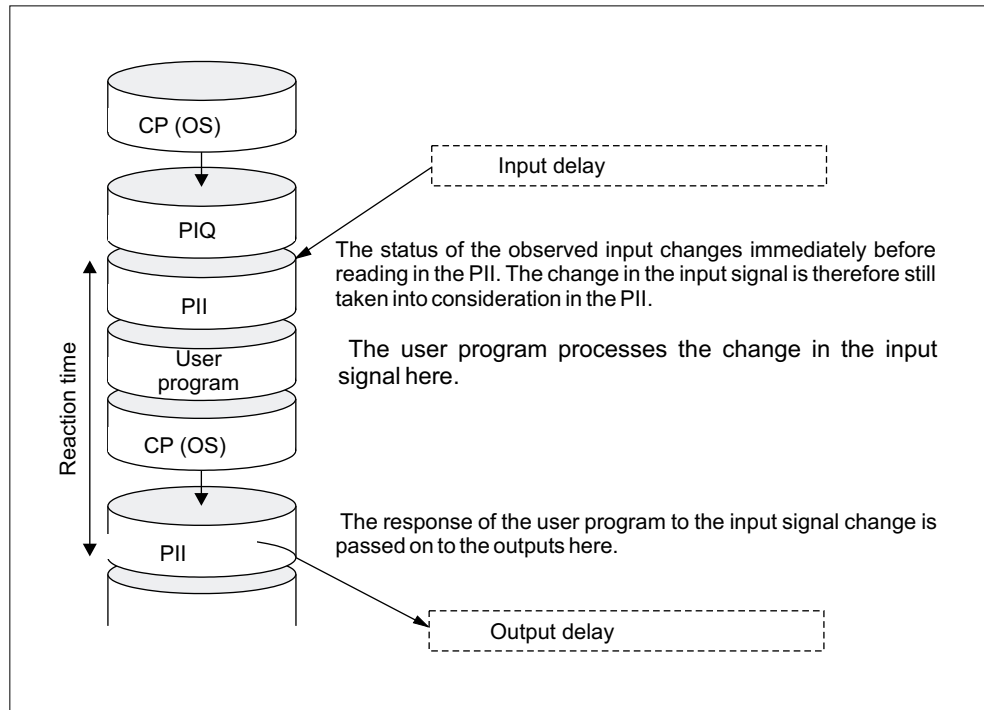 CP (OS)
Input delay
PIQ
The status of the observed input changes immediately before
reading in the PII. The change in the input signal is therefore still
taken into consideration in the PII.
PII
The user program processes the change in the input
signal here.
User
program
Reaction time
CP (OS)
The response of the user program to the input signal change is
passed on to the outputs here.
PII
Output delay